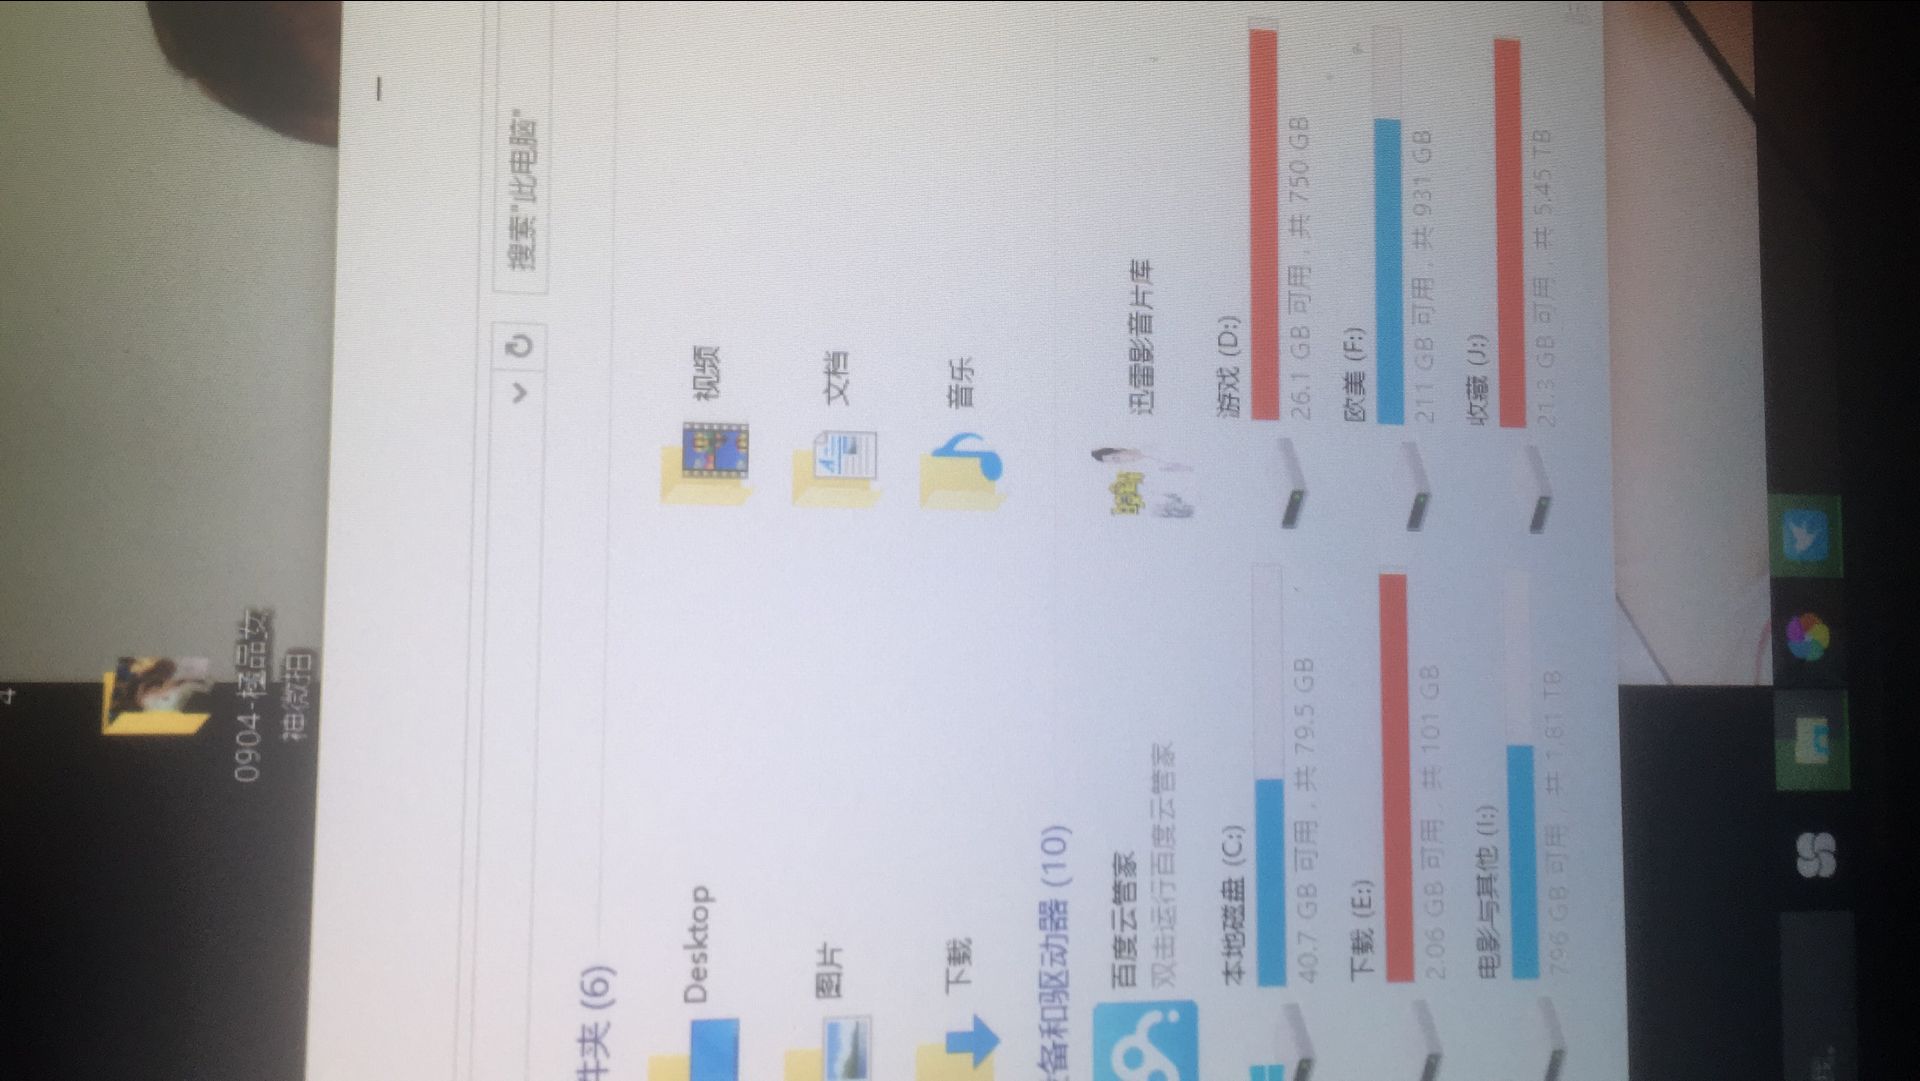 4
0904-極品女
神微拍
搜索"此电脑"
件夹 (6)
Desktop
视频
图片
文档
下载
音乐
备和驱动器 (10)
百度云管家
双击运行百度云管家
迅雷影音片库
本地磁盘 (C:)
40.7 GB 可用，共 79.5 GB
游戏 (D:)
26.1 GB 可用，共 750 GB
下载 (E:)
2.06 GB 可用，共 101 GB
欧美 (F:)
211 GB 可用，共 931 GB
电影与其他 (I:)
796 GB 可用，共 1.81 TB
收藏 (J:)
21.3 GB 可用，共 5.45 TB